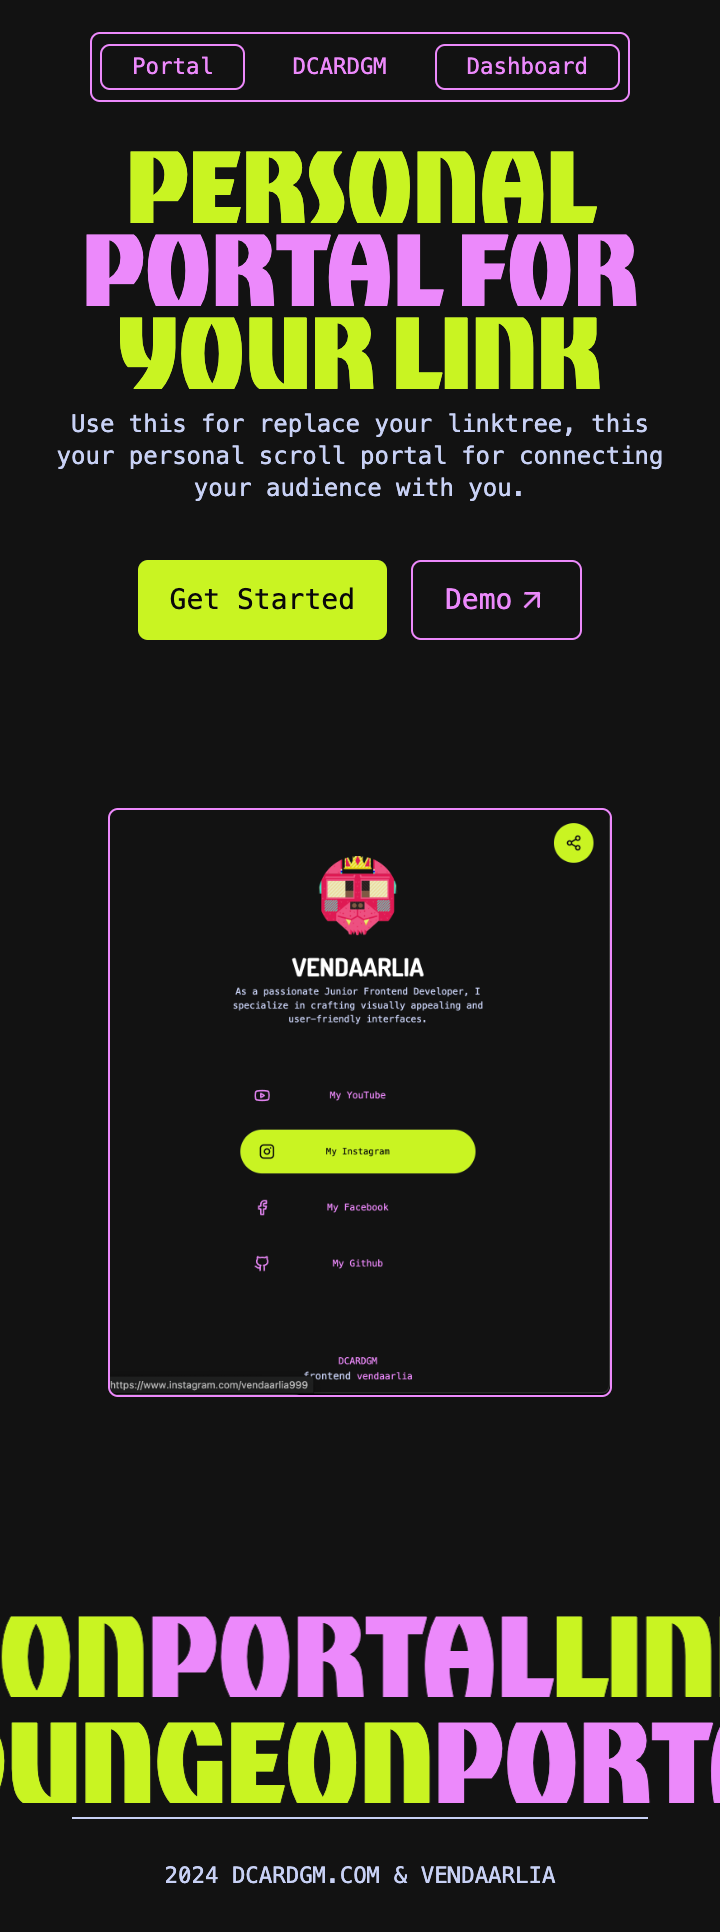 Portal DCARDGM Dashboard
PERSONAL
PORTAL FOR
YOUR LINK
Use this for replace your linktree, this
your personal scroll portal for connecting
your audience with you.
Get Started Demo
VENDAARLIA
As a passionate Junior Frontend Developer, I
specialize in crafting visually appealing and
user-friendly interfaces.
My YouTube
My Instagram
My Facebook
My Github
DCARDGM
frontend vendaarlia
https://www.instagram.com/vendaarlia999
ONPORTALLIN
UNGEONPORTA
2024 DCARDGM.COM & VENDAARLIA